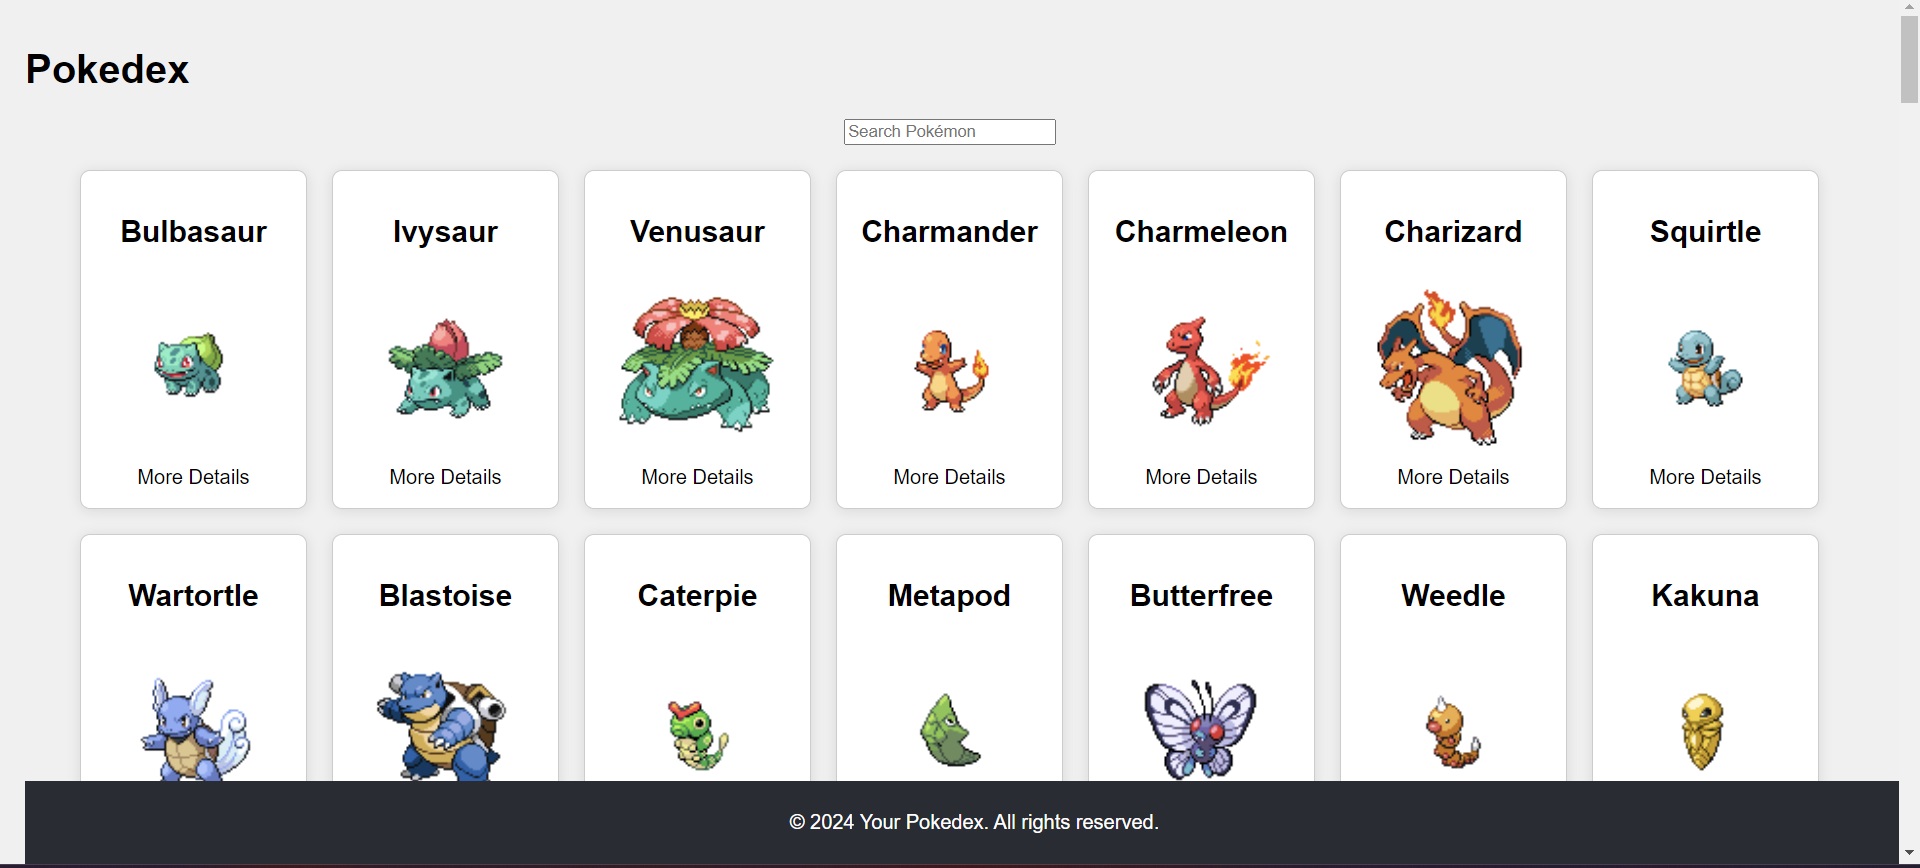 Pokedex
Search Pokémon
Bulbasaur
Ivysaur
Venusaur
Charmander
Charmeleon
Charizard
Squirtle
More Details
More Details
More Details
More Details
More Details
More Details
More Details
Wartortle
Blastoise
Caterpie
Metapod
Butterfree
Weedle
Kakuna
© 2024 Your Pokedex. All rights reserved.